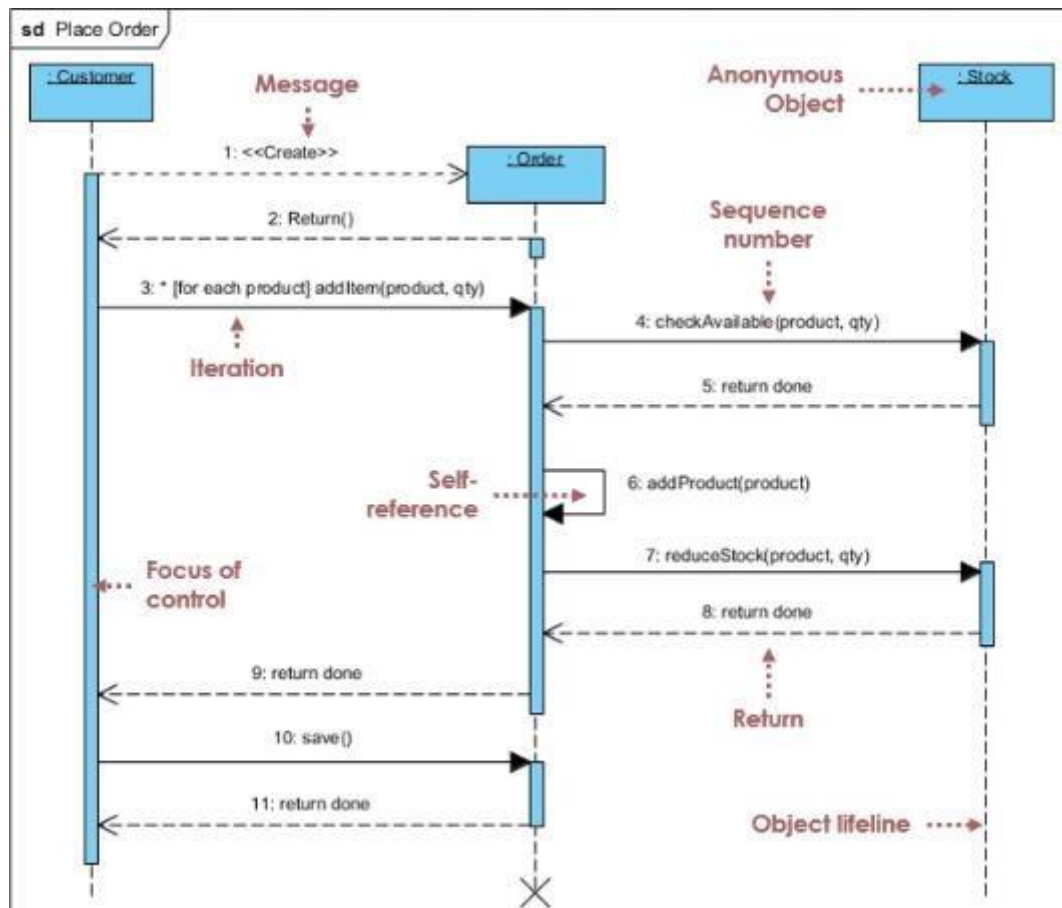 sd Place Order
: Customer
Message
Anonymous
Object
: Stock
1: <<Create>>
: Order
2: Return()
Sequence
number
3: * [for each product] addItem(product, qty)
4: checkAvailable(product, qty)
Iteration
5: return done
Self-
reference
6: addProduct(product)
7: reduceStock(product, qty)
Focus of
control
8: return done
9: return done
Return
10: save()
11: return done
Object lifeline